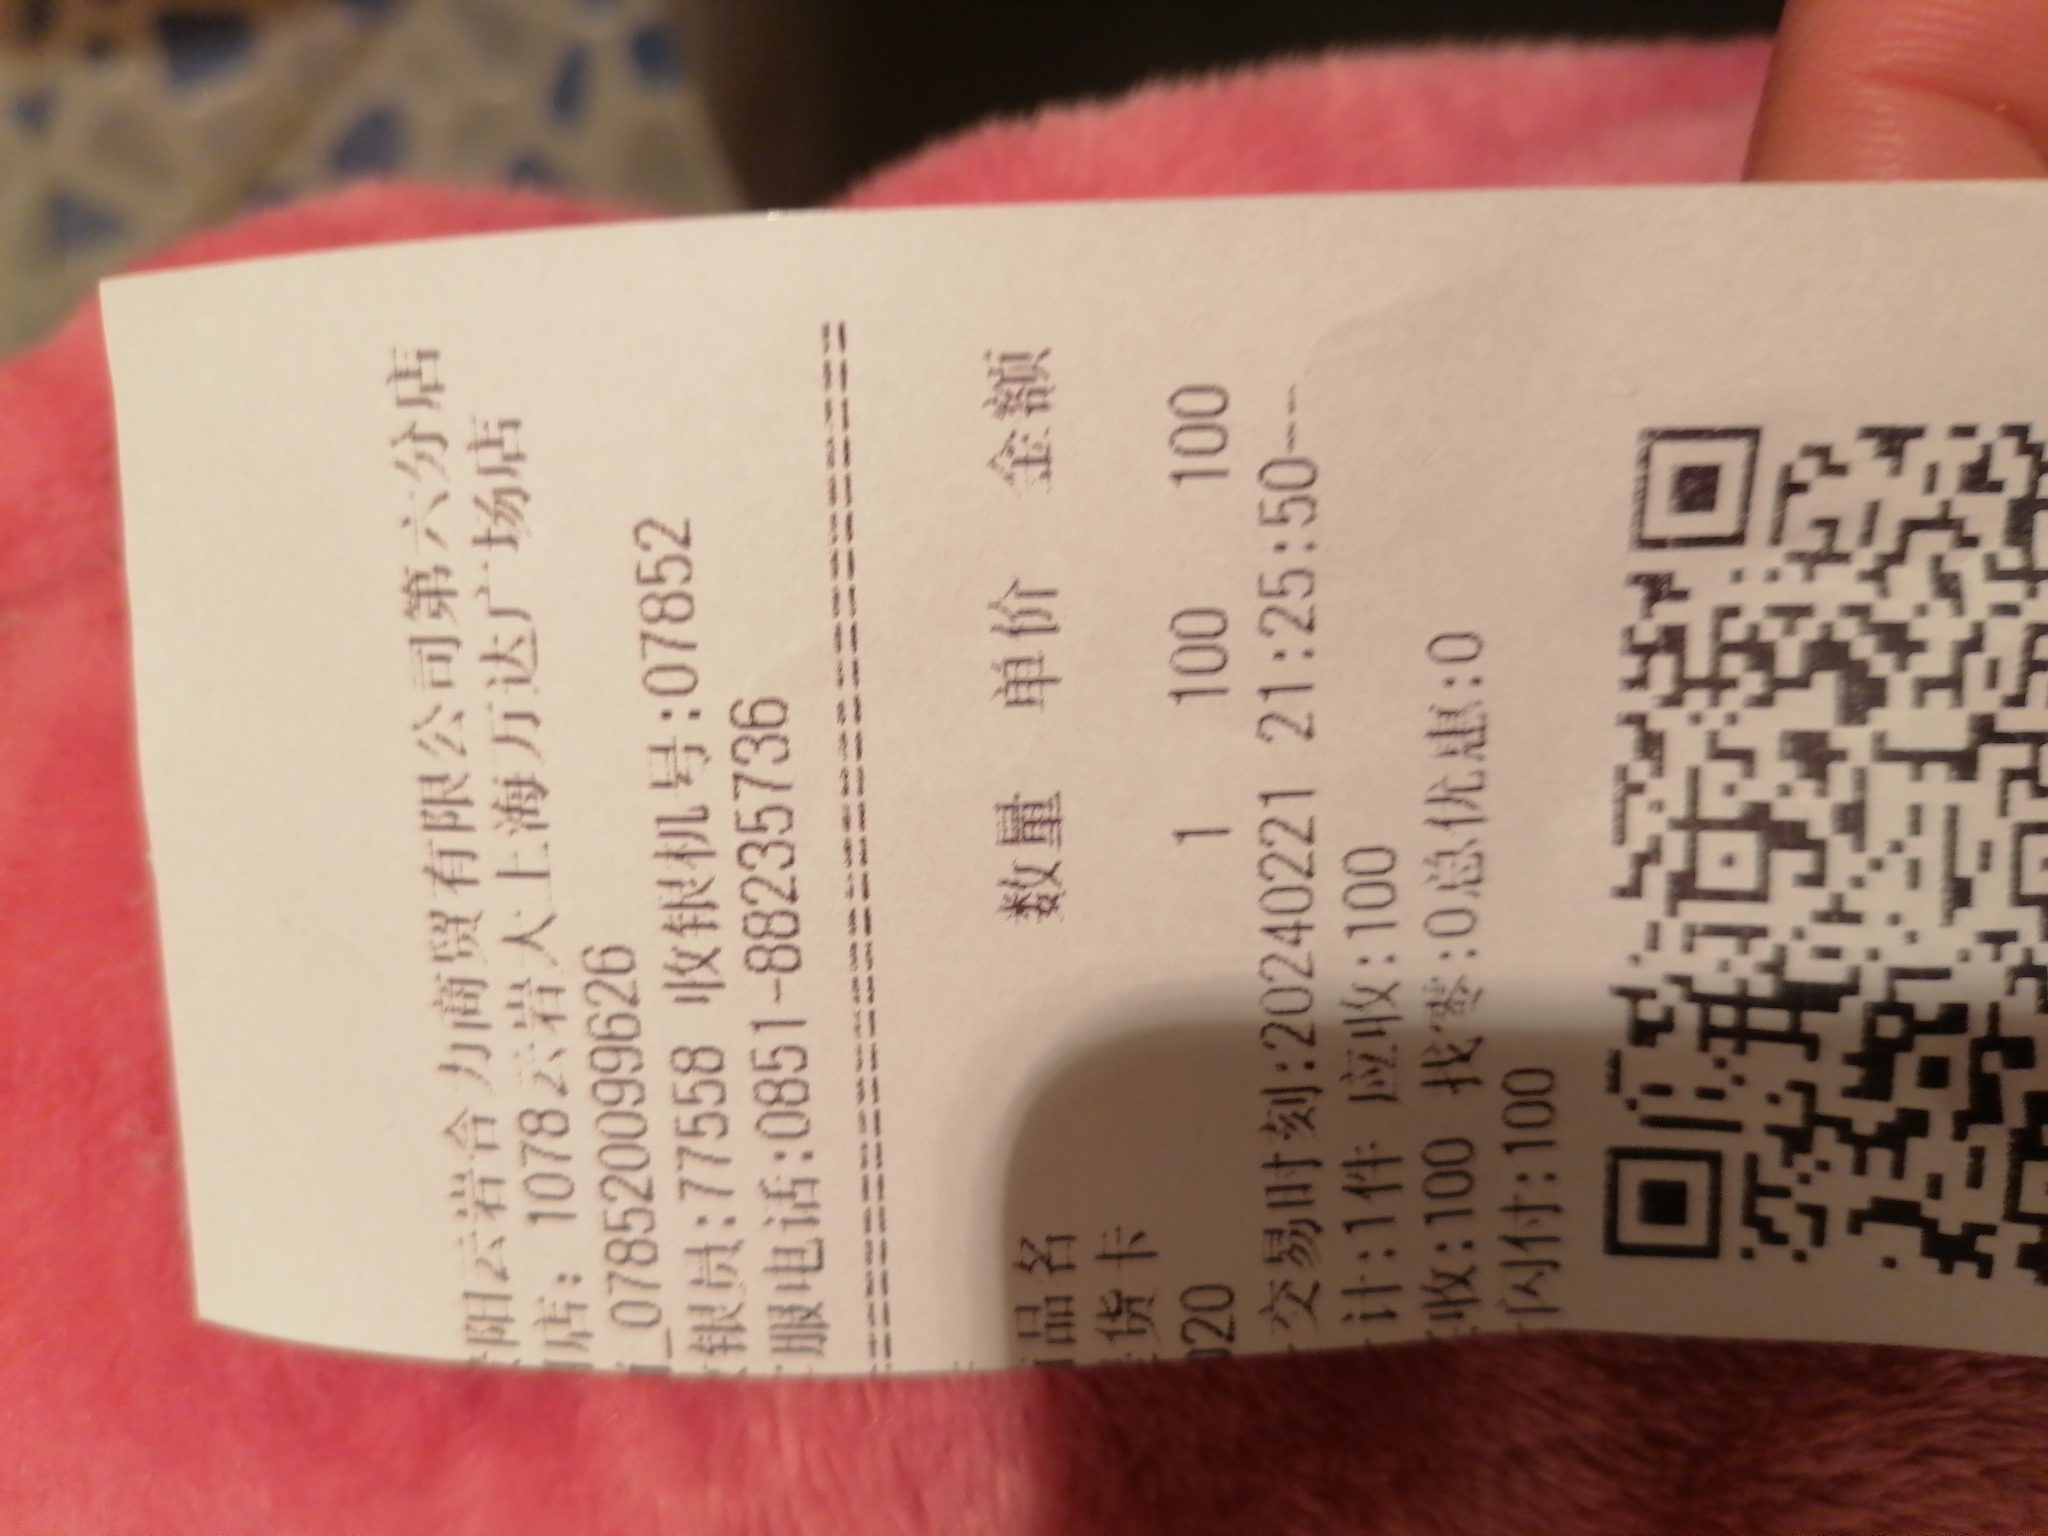 阳云岩合力商贸有限公司第六分店
店: 1078云岩大上海万达广场店
_078520099626
银员:77558 收银机号:07852
服电话:0851-88235736
品名 数量 单价 金额
货卡
020 1 100 100
交易时刻:20240221 21:25:50---
计:1件 应收:100
收:100 找零:0总优惠:0
闪付:100